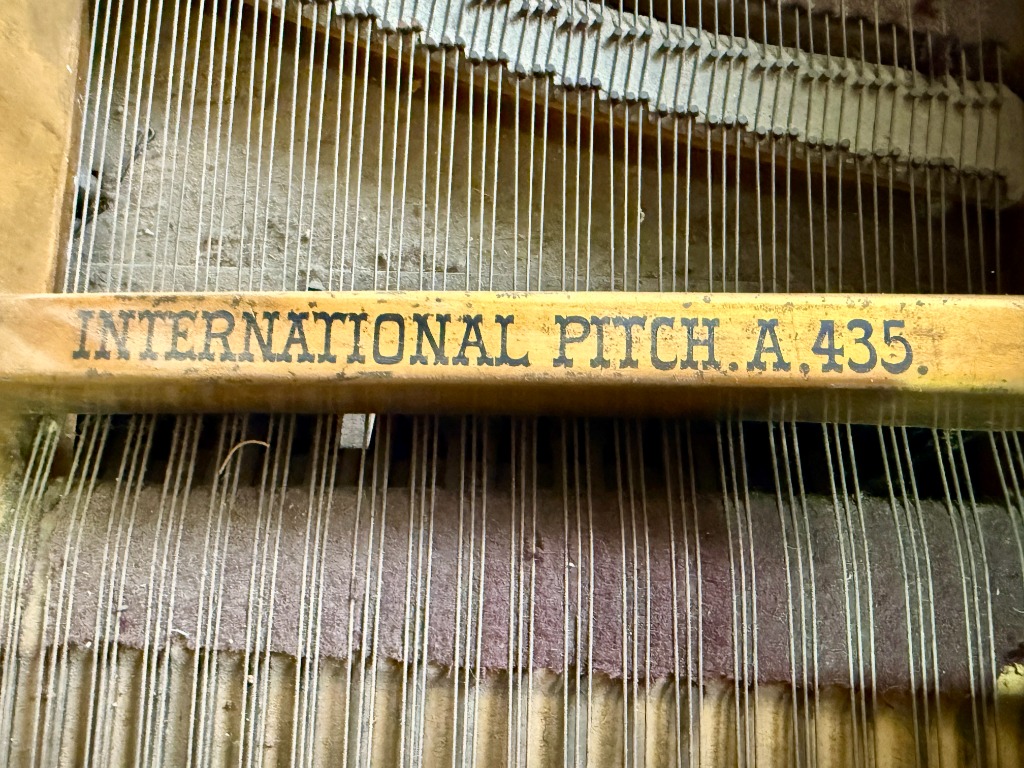 INTERNATIONAL PITCH. A. 435.